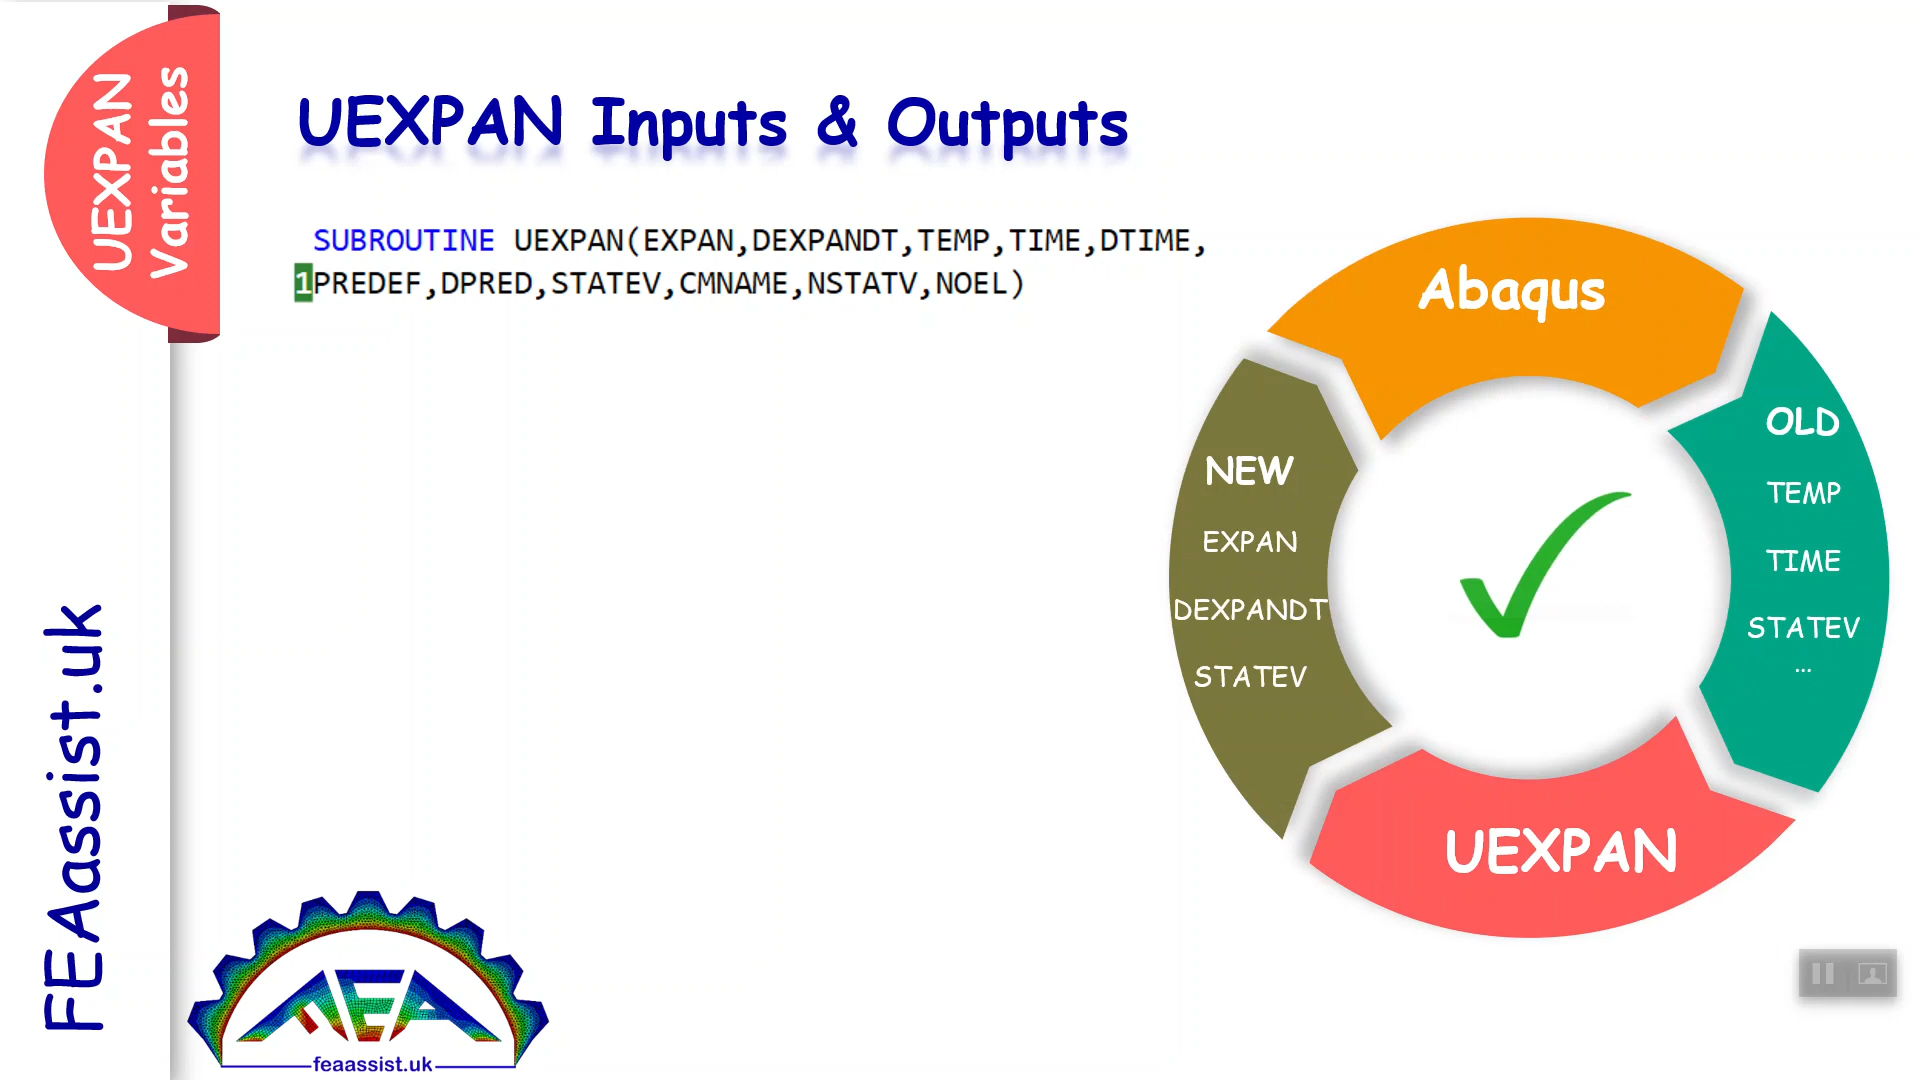 UEXPAN
Variables
UEXPAN Inputs & Outputs
SUBROUTINE UEXPAN(EXPAN,DEXPANDT,TEMP,TIME,DTIME,
1PREDEF,DPRED,STATEV,CMNAME,NSTATV,NOEL)
Abaqus
OLD
TEMP
TIME
STATEV
...
UEXPAN
NEW
EXPAN
DEXPANDT
STATEV
FEAassist.uk
FEA
feaassist.uk